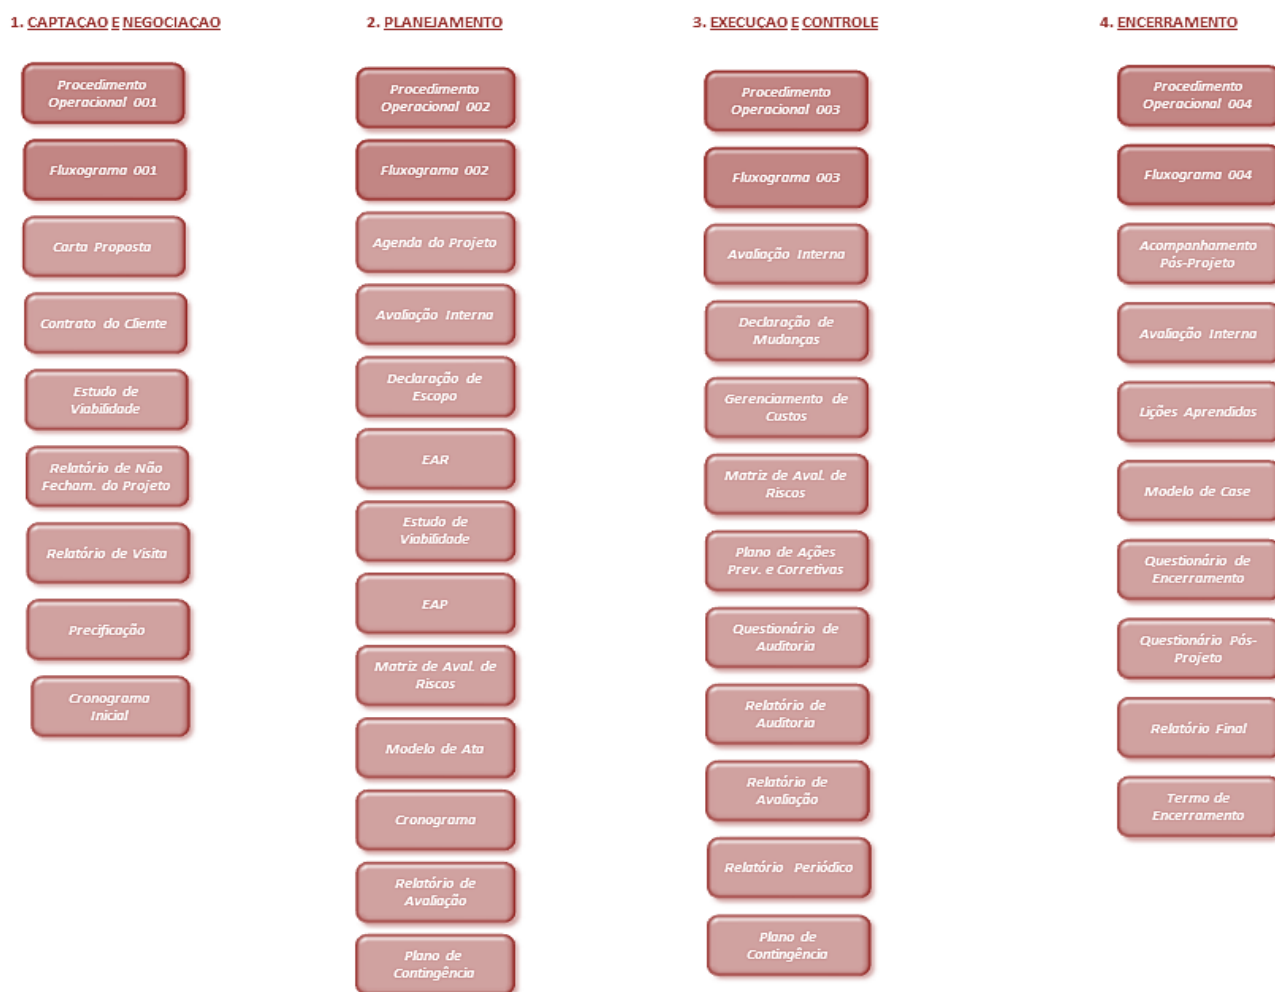 1. CAPTAÇAO E NEGOCIAÇAO
Procedimento
Operacional 001
Fluxograma 001
Carta Proposta
Contrato do Cliente
Estudo de
Viabilidade
Relatório de Não
Fecham. do Projeto
Relatório de Visita
Precificação
Cronograma
Inicial
2. PLANEJAMENTO
Procedimento
Operacional 002
Fluxograma 002
Agenda do Projeto
Avaliação Interna
Declaração de
Escopo
EAR
Estudo de
Viabilidade
EAP
Matriz de Aval. de
Riscos
Modelo de Ata
Cronograma
Relatório de
Avaliação
Plano de
Contingência
3. EXECUÇAO E CONTROLE
Procedimento
Operacional 003
Fluxograma 003
Avaliação Interna
Declaração de
Mudanças
Gerenciamento de
Custos
Matriz de Aval. de
Riscos
Plano de Ações
Prev. e Corretivas
Questionário de
Auditoria
Relatório de
Auditoria
Relatório de
Avaliação
Relatório Periódico
Plano de
Contingência
4. ENCERRAMENTO
Procedimento
Operacional 004
Fluxograma 004
Acompanhamento
Pós-Projeto
Avaliação Interna
Lições Aprendidas
Modelo de Case
Questionário de
Encerramento
Questionário Pós-
Projeto
Relatório Final
Termo de
Encerramento